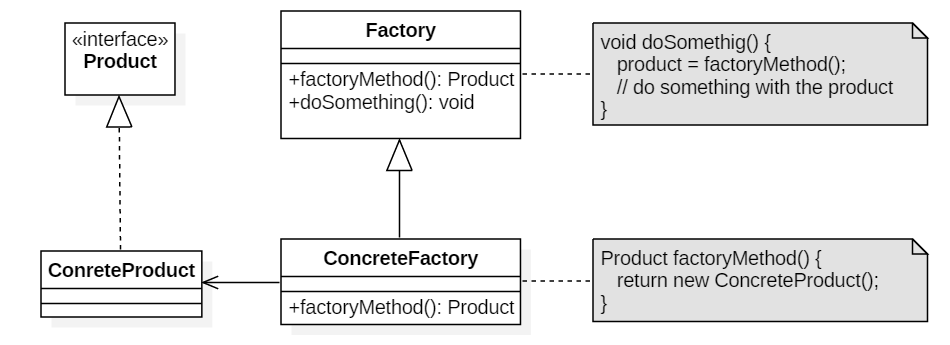 «interface»
Product
Factory
+factoryMethod(): Product
+doSomething(): void
void doSomethig() {
product = factoryMethod();
// do something with the product
}
ConreteProduct
ConcreteFactory
+factoryMethod(): Product
Product factoryMethod() {
return new ConcreteProduct();
}